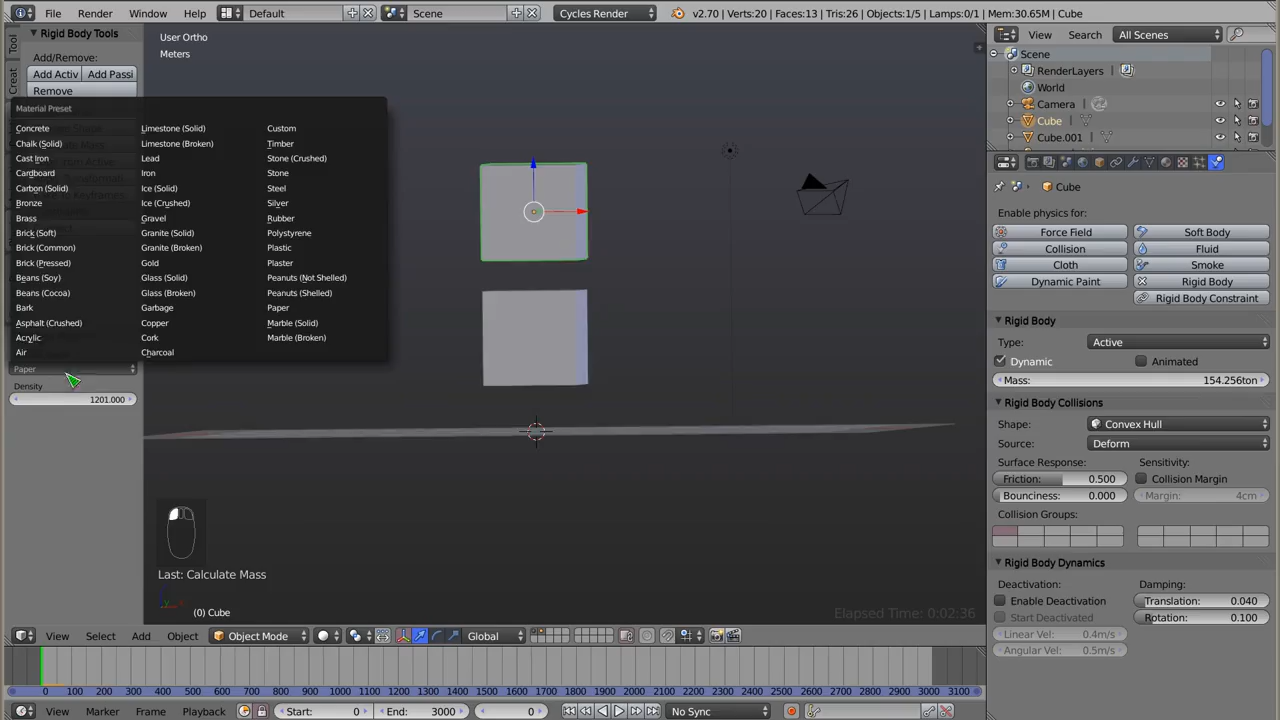 File Render Window Help Default Scene Cycles Render v2.70 | Verts:20 | Faces:13 | Tris:26 | Objects:1/5 | Lamps:0/1 | Mem:30.65M | Cube
Rigid Body Tools
Add/Remove:
Add Activ Add Passi
Remove
Tool
Creat
User Ortho
Meters
Material Preset
Concrete Limestone (Solid) Custom
Chalk (Solid) Limestone (Broken) Timber
Cast Iron Lead Stone (Crushed)
Cardboard Iron Stone
Carbon (Solid) Ice (Solid) Steel
Bronze Ice (Crushed) Silver
Brass Gravel Rubber
Brick (Soft) Granite (Solid) Polystyrene
Brick (Common) Granite (Broken) Plastic
Brick (Pressed) Gold Plaster
Beans (Soy) Glass (Solid) Peanuts (Not Shelled)
Beans (Cocoa) Glass (Broken) Peanuts (Shelled)
Bark Garbage Paper
Asphalt (Crushed) Copper Marble (Solid)
Acrylic Cork Marble (Broken)
Air Charcoal
Paper
Density
1201.000
Last: Calculate Mass
(0) Cube
Elapsed Time: 0:02:36
View Search All Scenes
Scene
RenderLayers
World
Camera
Cube
Cube.001
Cube
Enable physics for:
Force Field Soft Body
Collision Fluid
Cloth Smoke
Dynamic Paint Rigid Body
Rigid Body Constraint
Rigid Body
Type: Active
Dynamic Animated
Mass: 154.256ton
Rigid Body Collisions
Shape: Convex Hull
Source: Deform
Surface Response: Sensitivity:
Friction: 0.500 Collision Margin
Bounciness: 0.000 Margin: 4cm
Collision Groups:
Rigid Body Dynamics
Deactivation: Damping:
Enable Deactivation Translation: 0.040
Start Deactivated Rotation: 0.100
Linear Vel: 0.4m/s
Angular Vel: 0.5m/s
View Select Add Object Object Mode Global
0 100 200 300 400 500 600 700 800 900 1000 1100 1200 1300 1400 1500 1600 1700 1800 1900 2000 2100 2200 2300 2400 2500 2600 2700 2800 2900 3000 3100
View Marker Frame Playback Start: 0 End: 3000 0 No Sync